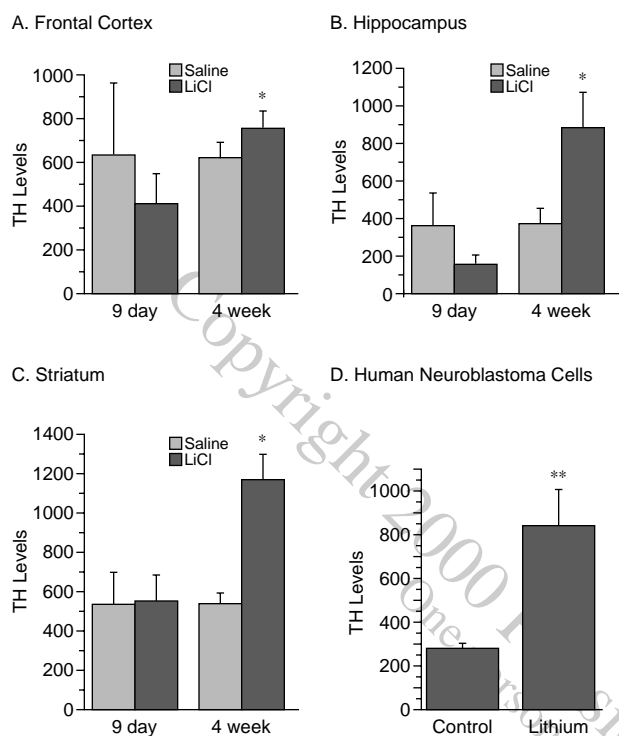 A. Frontal Cortex
Saline
LiCl
*
1000
800
600
400
200
0
TH Levels
9 day
4 week
B. Hippocampus
Saline
LiCl
*
1200
1000
800
600
400
200
0
TH Levels
9 day
4 week
C. Striatum
Saline
LiCl
*
1400
1200
1000
800
600
400
200
0
TH Levels
9 day
4 week
D. Human Neuroblastoma Cells
**
1000
800
600
400
200
0
TH Levels
Control
Lithium
Copyright 2000
One